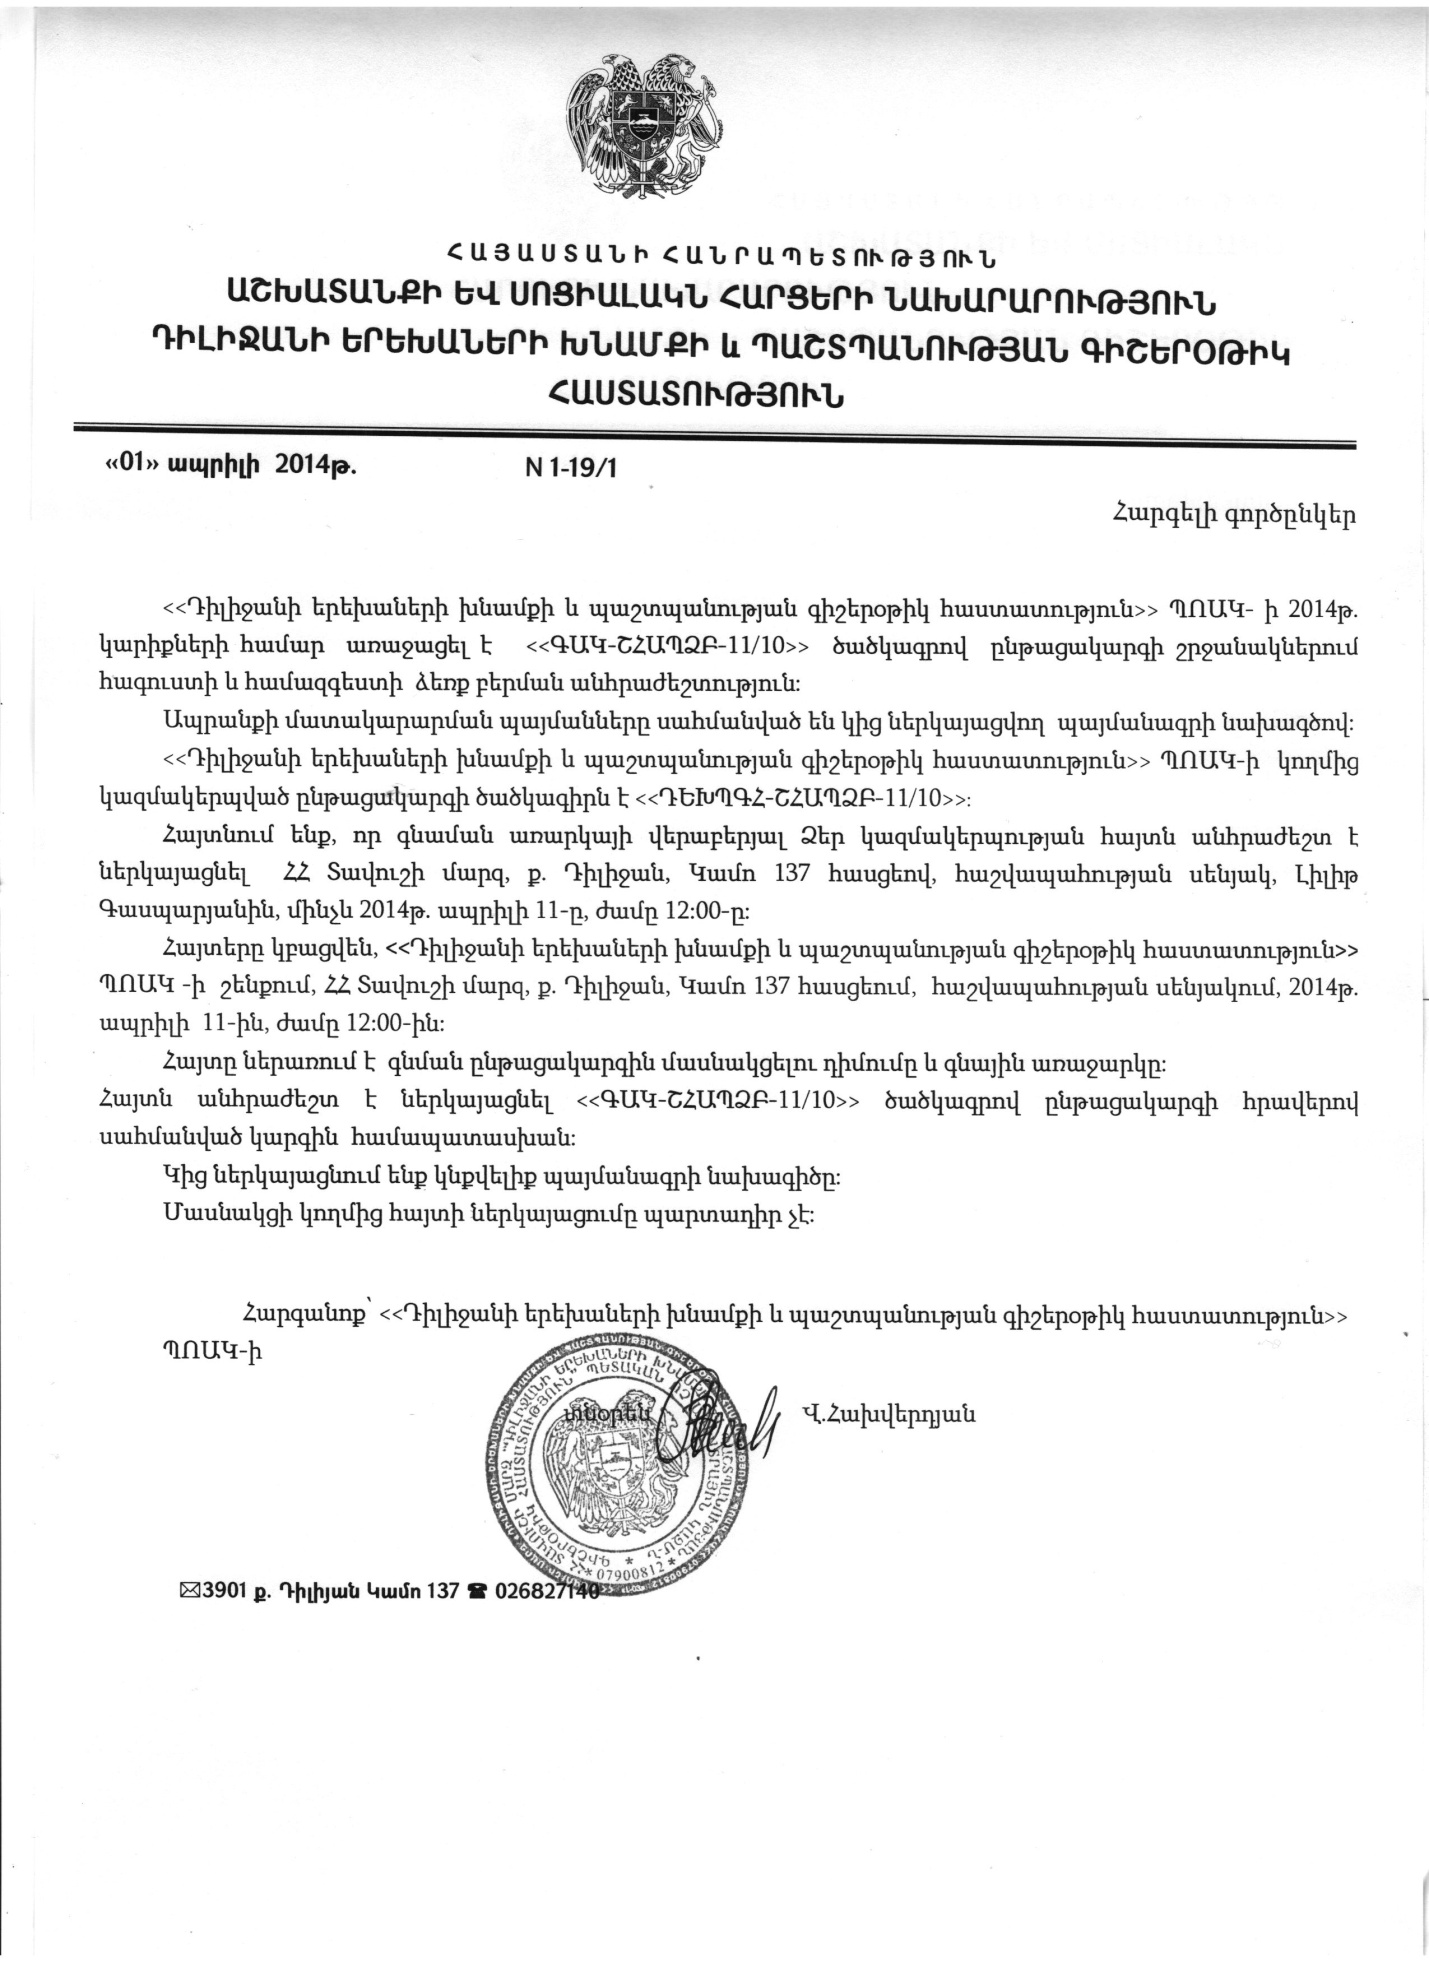 ՀԱՅԱՍՏԱՆԻ ՀԱՆՐԱՊԵՏՈՒԹՅՈՒՆ
ԱՇԽԱՏԱՆՔԻ ԵՎ ՍՈՑԻԱԼԱԿԱՆ ՀԱՐՑԵՐԻ ՆԱԽԱՐԱՐՈՒԹՅՈՒՆ
ԴԻԼԻՋԱՆԻ ԵՐԵԽԱՆԵՐԻ ԽՆԱՄՔԻ և ՊԱՇՏՊԱՆՈՒԹՅԱՆ ԳԻՇԵՐՕԹԻԿ
ՀԱՍՏԱՏՈՒԹՅՈՒՆ
«01» ապրիլի 2014թ. N 1-19/1
Հարգելի գործընկեր
<<Դիլիջանի երեխաների խնամքի և պաշտպանության գիշերօթիկ հաստատություն>> ՊՈԱԿ- ի 2014թ.
կարիքների համար առաջացել է <<ԳԱԿ-ՇՀԱՊՁԲ-11/10>> ծածկագրով ընթացակարգի շրջանակներում
հագուստի և համազգեստի ձեռք բերման անհրաժեշտություն:
Ապրանքի մատակարարման պայմանները սահմանված են կից ներկայացվող պայմանագրի նախագծով:
<<Դիլիջանի երեխաների խնամքի և պաշտպանության գիշերօթիկ հաստատություն>> ՊՈԱԿ-ի կողմից
կազմակերպված ընթացակարգի ծածկագիրն է <<ԴԵԽՊԳՀ-ՇՀԱՊՁԲ-11/10>>:
Հայտնում ենք, որ գնաման առարկայի վերաբերյալ Ձեր կազմակերպության հայտն անհրաժեշտ է
ներկայացնել ՀՀ Տավուշի մարզ, ք. Դիլիջան, Կամո 137 հասցեով, հաշվապահության սենյակ, Լիլիթ
Գասպարյանին, մինչև 2014թ. ապրիլի 11-ը, ժամը 12:00-ը:
Հայտերը կբացվեն, <<Դիլիջանի երեխաների խնամքի և պաշտպանության գիշերօթիկ հաստատություն>>
ՊՈԱԿ -ի շենքում, ՀՀ Տավուշի մարզ, ք. Դիլիջան, Կամո 137 հասցեում, հաշվապահության սենյակում, 2014թ.
ապրիլի 11-ին, ժամը 12:00-ին:
Հայտը ներառում է գնման ընթացակարգին մասնակցելու դիմումը և գնային առաջարկը:
Հայտն անհրաժեշտ է ներկայացնել <<ԳԱԿ-ՇՀԱՊՁԲ-11/10>> ծածկագրով ընթացակարգի հրավերով
սահմանված կարգին համապատասխան:
Կից ներկայացնում ենք կնքվելիք պայմանագրի նախագիծը:
Մասնակցի կողմից հայտի ներկայացումը պարտադիր չէ:
Հարգանոք՝ <<Դիլիջանի երեխաների խնամքի և պաշտպանության գիշերօթիկ հաստատություն>>
ՊՈԱԿ-ի
տնօրեն Վ.Հախվերդյան
* 07900812 *
3901 ք. Դիլիյան Կամո 137 026827140